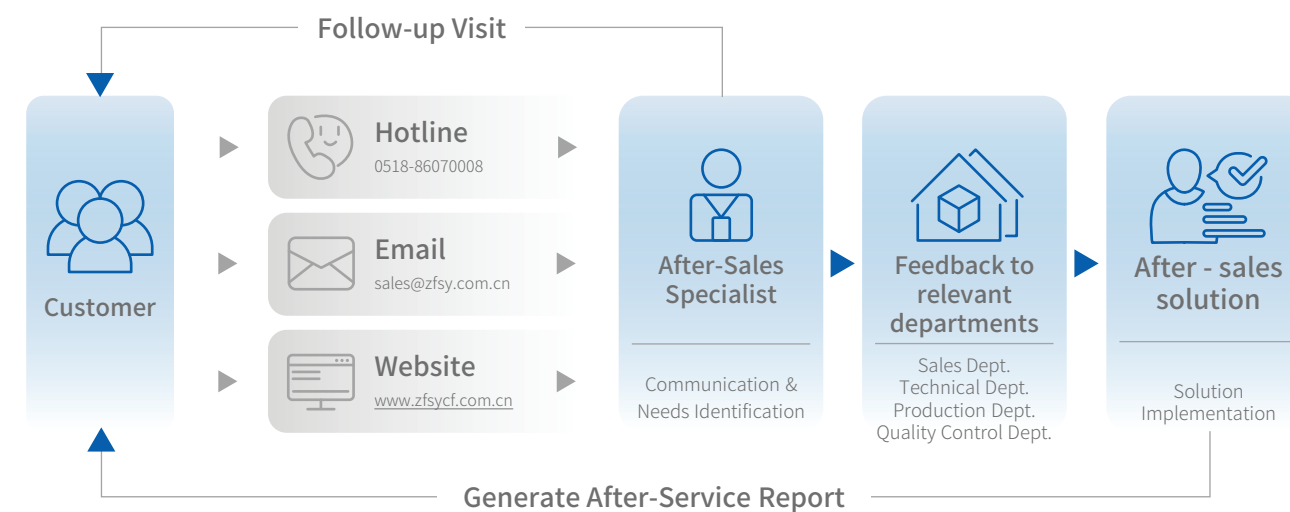 Follow-up Visit
Customer
Hotline
0518-86070008
Email
sales@zfsy.com.cn
Website
www.zfsycf.com.cn
After-Sales
Specialist
Communication &
Needs Identification
Feedback to
relevant
departments
Sales Dept.
Technical Dept.
Production Dept.
Quality Control Dept.
After - sales
solution
Solution
Implementation
Generate After-Service Report